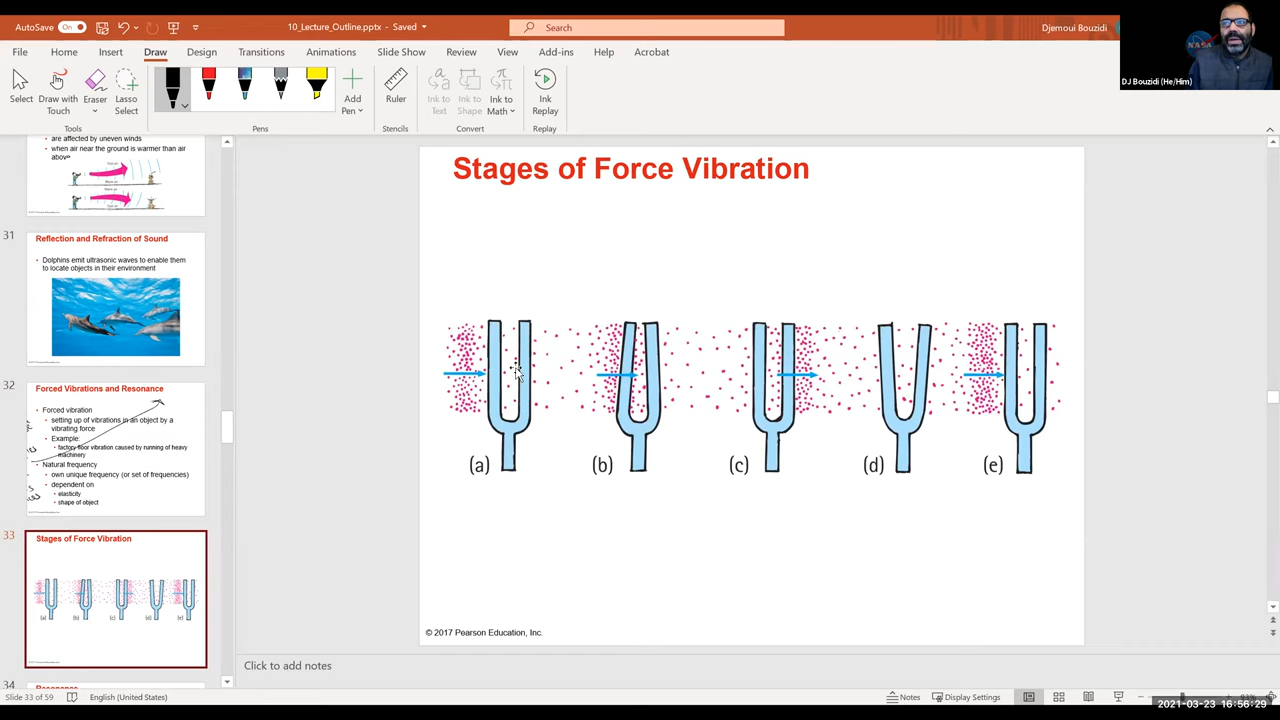 AutoSave
On
10_Lecture_Outline.pptx - Saved
Search
Djemoui Bouzidi
NASA
DJ Bouzidi (He/Him)
File Home Insert Draw Design Transitions Animations Slide Show Review View Add-ins Help Acrobat
Select
Draw with
Touch
Eraser
Lasso
Select
Add
Pen
Ruler
Ink to
Text
Ink to
Shape
Ink to
Math
Ink
Replay
Tools
Pens
Stencils
Convert
Replay
• are affected by uneven winds
• when air near the ground is warmer than air
above
31
Reflection and Refraction of Sound
• Dolphins emit ultrasonic waves to enable them
to locate objects in their environment
32
Forced Vibrations and Resonance
• Forced vibration
• setting up of vibrations in an object by a
vibrating force
• Example:
• factory floor vibration caused by running of heavy
machinery
• Natural frequency
• own unique frequency (or set of frequencies)
• dependent on
• elasticity
• shape of object
33
Stages of Force Vibration
(a) (b) (c) (d) (e)
34
Stages of Force Vibration
(a) (b) (c) (d) (e)
© 2017 Pearson Education, Inc.
Click to add notes
Slide 33 of 59
English (United States)
Notes
Display Settings
93%
2021-03-23 16:56:29